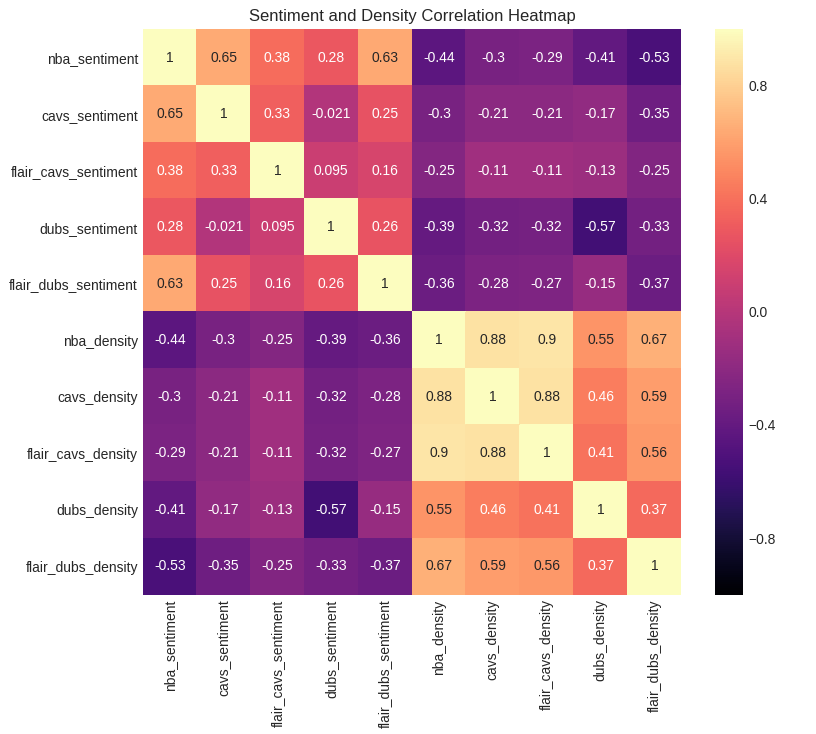 Sentiment and Density Correlation Heatmap
nba_sentiment 1 0.65 0.38 0.28 0.63 -0.44 -0.3 -0.29 -0.41 -0.53
cavs_sentiment 0.65 1 0.33 -0.021 0.25 -0.3 -0.21 -0.21 -0.17 -0.35
flair_cavs_sentiment 0.38 0.33 1 0.095 0.16 -0.25 -0.11 -0.11 -0.13 -0.25
dubs_sentiment 0.28 -0.021 0.095 1 0.26 -0.39 -0.32 -0.32 -0.57 -0.33
flair_dubs_sentiment 0.63 0.25 0.16 0.26 1 -0.36 -0.28 -0.27 -0.15 -0.37
nba_density -0.44 -0.3 -0.25 -0.39 -0.36 1 0.88 0.9 0.55 0.67
cavs_density -0.3 -0.21 -0.11 -0.32 -0.28 0.88 1 0.88 0.46 0.59
flair_cavs_density -0.29 -0.21 -0.11 -0.32 -0.27 0.9 0.88 1 0.41 0.56
dubs_density -0.41 -0.17 -0.13 -0.57 -0.15 0.55 0.46 0.41 1 0.37
flair_dubs_density -0.53 -0.35 -0.25 -0.33 -0.37 0.67 0.59 0.56 0.37 1
nba_sentiment
cavs_sentiment
flair_cavs_sentiment
dubs_sentiment
flair_dubs_sentiment
nba_density
cavs_density
flair_cavs_density
dubs_density
flair_dubs_density
0.8
0.4
0.0
−0.4
−0.8